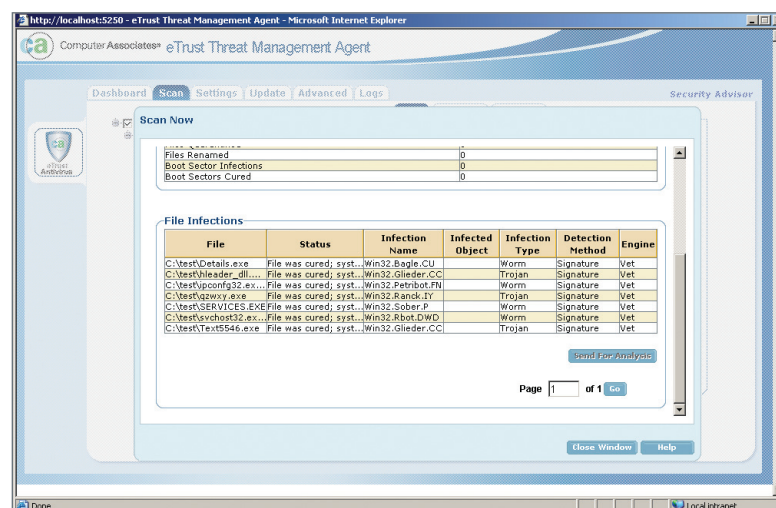 http://localhost:5250 - eTrust Threat Management Agent - Microsoft Internet Explorer
ca Computer Associates® eTrust Threat Management Agent
Dashboard Scan Settings Update Advanced Logs Security Advisor
ca
eTrust
Antivirus
Scan Now
Files Renamed 0
Boot Sector Infections 0
Boot Sectors Cured 0
File Infections
File Status Infection Name Infected Object Infection Type Detection Method Engine
C:\test\Details.exe File was cured; syst... Win32.Bagle.CU Worm Signature Vet
C:\test\hleader_dll.... File was cured; syst... Win32.Glieder.CC Trojan Signature Vet
C:\test\ipconfg32.ex... File was cured; syst... Win32.Petribot.FN Worm Signature Vet
C:\test\qzwxy.exe File was cured; syst... Win32.Ranck.IY Trojan Signature Vet
C:\test\SERVICES.EXE File was cured; syst... Win32.Sober.P Worm Signature Vet
C:\test\svchost32.ex... File was cured; syst... Win32.Rbot.DWD Worm Signature Vet
C:\test\Text5546.exe File was cured; syst... Win32.Glieder.CC Trojan Signature Vet
Send For Analysis
Page 1 of 1 Go
Close Window Help
Done Local intranet